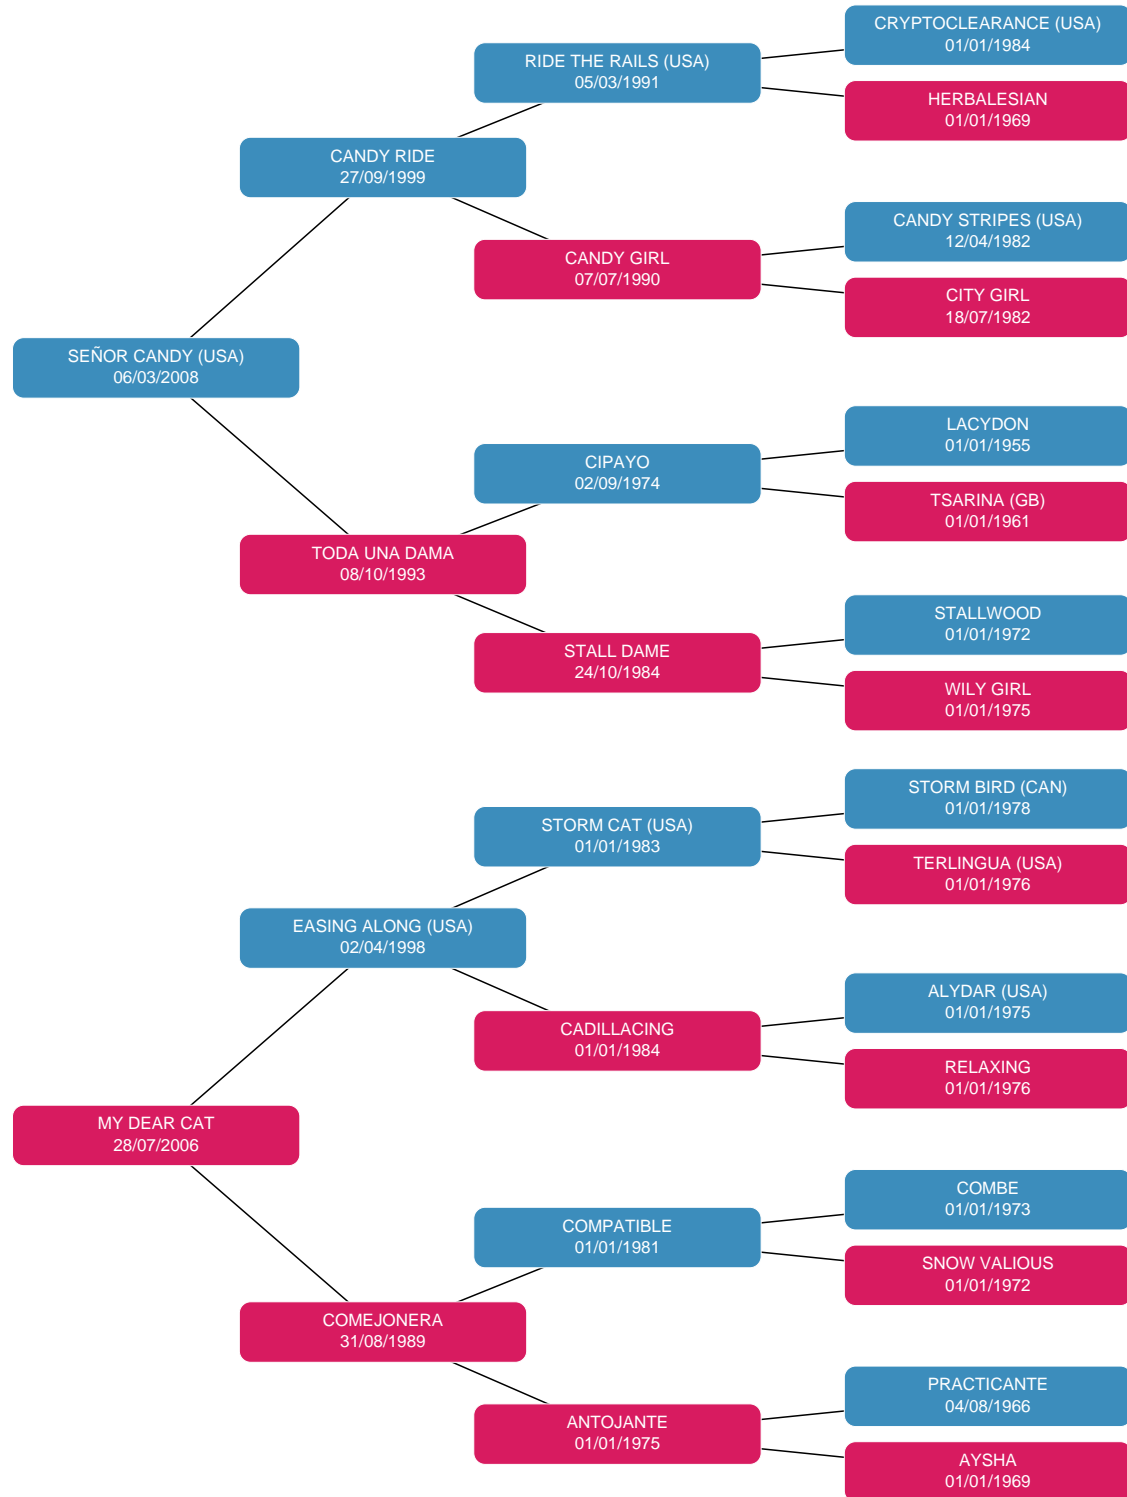 CRYPTOCLEARANCE (USA)
01/01/1984
RIDE THE RAILS (USA)
05/03/1991
HERBALESIAN
01/01/1969
CANDY RIDE
27/09/1999
CANDY STRIPES (USA)
12/04/1982
CANDY GIRL
07/07/1990
CITY GIRL
18/07/1982
SEÑOR CANDY (USA)
06/03/2008
LACYDON
01/01/1955
CIPAYO
02/09/1974
TSARINA (GB)
01/01/1961
TODA UNA DAMA
08/10/1993
STALLWOOD
01/01/1972
STALL DAME
24/10/1984
WILY GIRL
01/01/1975
STORM BIRD (CAN)
01/01/1978
STORM CAT (USA)
01/01/1983
TERLINGUA (USA)
01/01/1976
EASING ALONG (USA)
02/04/1998
ALYDAR (USA)
01/01/1975
CADILLACING
01/01/1984
RELAXING
01/01/1976
MY DEAR CAT
28/07/2006
COMBE
01/01/1973
COMPATIBLE
01/01/1981
SNOW VALIOUS
01/01/1972
COMEJONERA
31/08/1989
PRACTICANTE
04/08/1966
ANTOJANTE
01/01/1975
AYSHA
01/01/1969